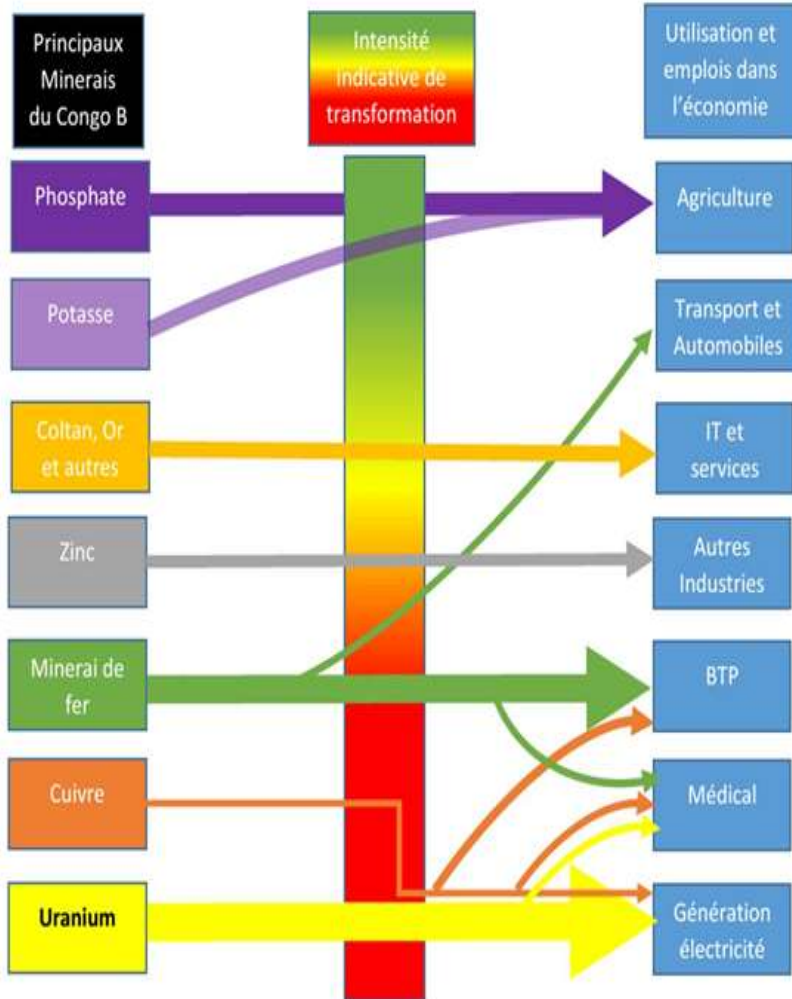 Principaux
Minerais
du Congo B
Intensité
indicative de
transformation
Utilisation et
emplois dans
l'économie
Phosphate
Agriculture
Potasse
Transport et
Automobiles
Coltan, Or
et autres
IT et
services
Zinc
Autres
Industries
Minerai de
fer
BTP
Cuivre
Médical
Uranium
Génération
électricité